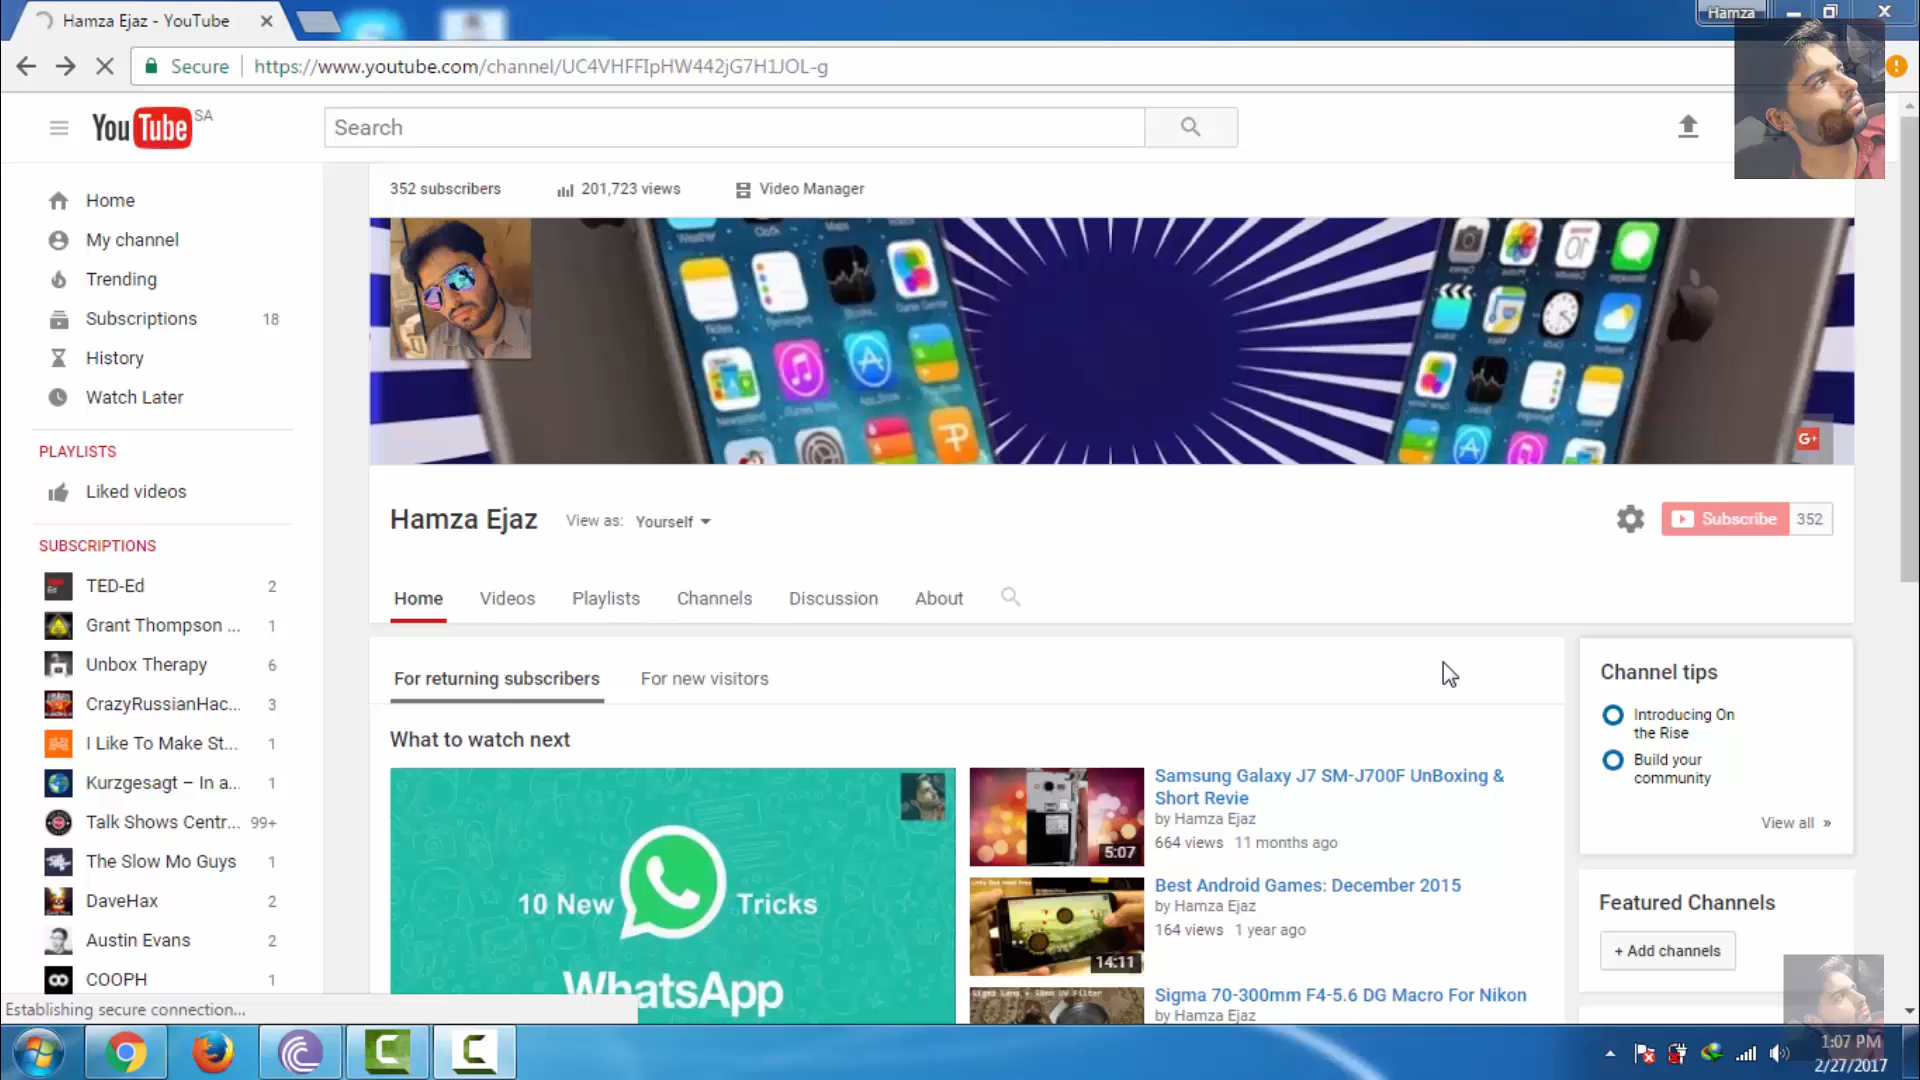 Hamza Ejaz - YouTube
Hamza
Secure
https://www.youtube.com/channel/UC4VHFFIpHW442jG7H1JOL-g
YouTube SA
Search
Home
My channel
Trending
Subscriptions 18
History
Watch Later
PLAYLISTS
Liked videos
SUBSCRIPTIONS
TED-Ed 2
Grant Thompson ... 1
Unbox Therapy 6
CrazyRussianHac... 3
I Like To Make St... 1
Kurzgesagt – In a... 1
Talk Shows Centr... 99+
The Slow Mo Guys 1
DaveHax 2
Austin Evans 2
COOPH 1
352 subscribers
201,723 views
Video Manager
G+
Hamza Ejaz
View as: Yourself
Subscribe 352
Home
Videos
Playlists
Channels
Discussion
About
For returning subscribers
For new visitors
What to watch next
10 New Tricks
WhatsApp
5:07
Samsung Galaxy J7 SM-J700F UnBoxing &
Short Revie
by Hamza Ejaz
664 views 11 months ago
14:11
Best Android Games: December 2015
by Hamza Ejaz
164 views 1 year ago
Sigma 70-300mm F4-5.6 DG Macro For Nikon
by Hamza Ejaz
Channel tips
Introducing On
the Rise
Build your
community
View all »
Featured Channels
+ Add channels
Establishing secure connection...
1:07 PM
2/27/2017